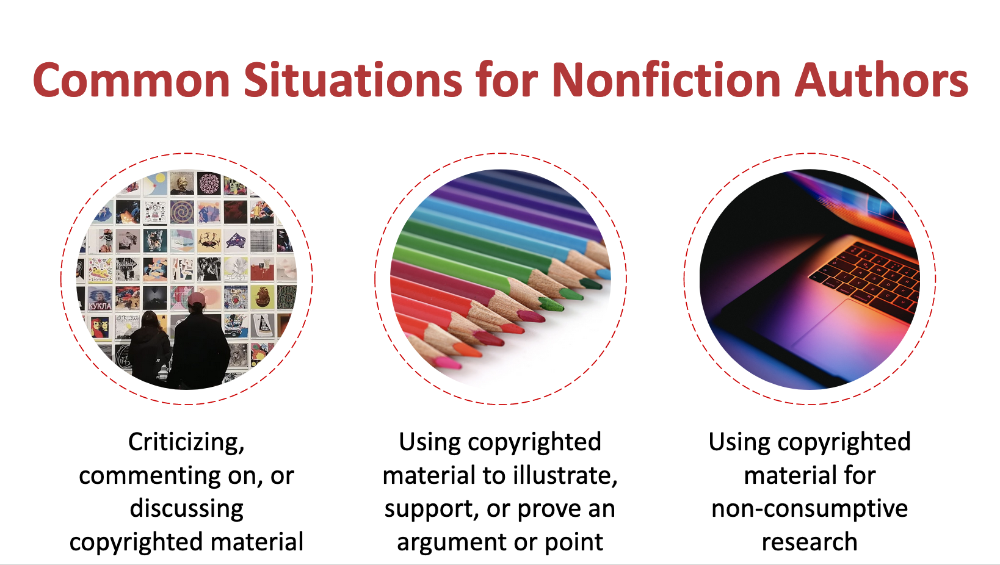 Common Situations for Nonfiction Authors
КУКЛА
Criticizing,
commenting on, or
discussing
copyrighted material
Using copyrighted
material to illustrate,
support, or prove an
argument or point
Using copyrighted
material for
non-consumptive
research